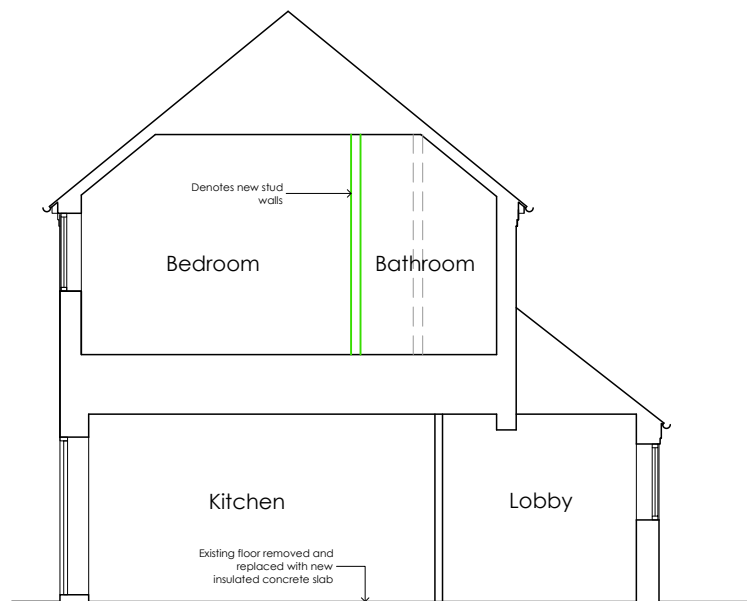 Denotes new stud
walls
Bedroom
Bathroom
Kitchen
Lobby
Existing floor removed and
replaced with new
insulated concrete slab